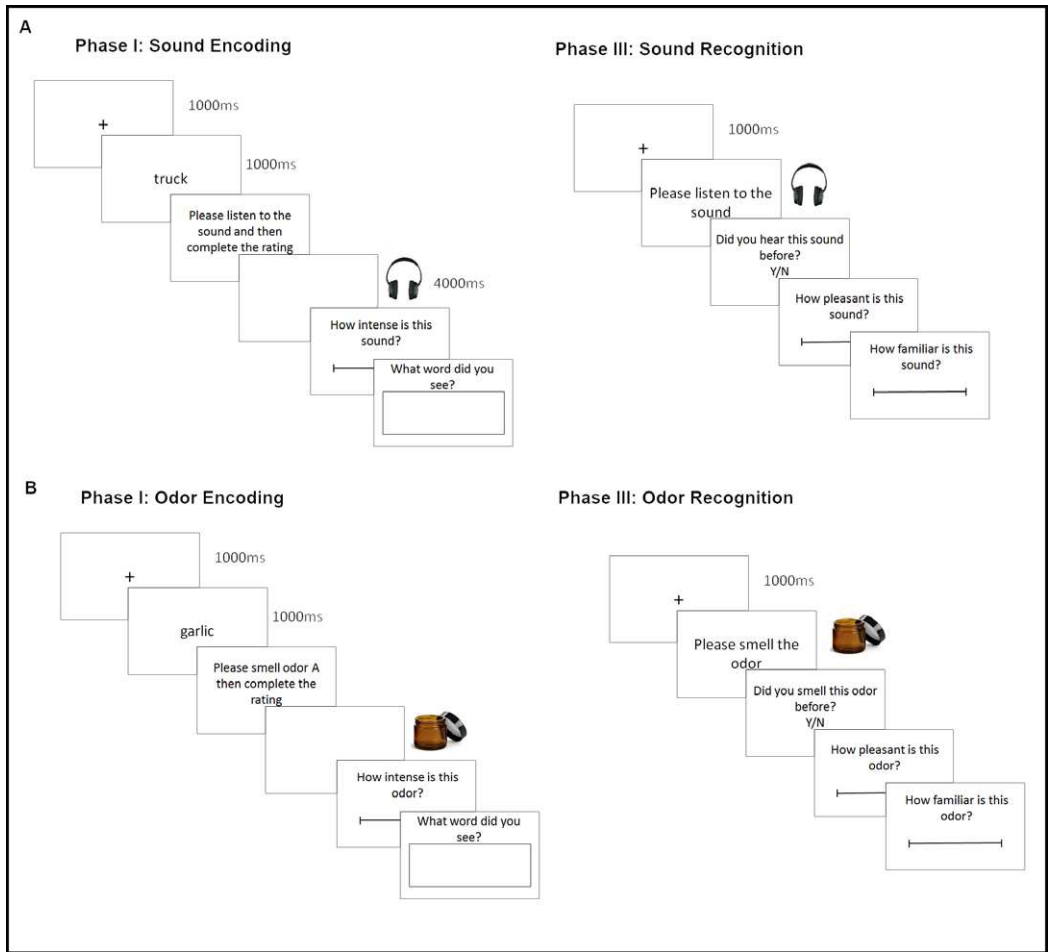 A
Phase I: Sound Encoding
1000ms
+
1000ms
truck
Please listen to the
sound and then
complete the rating
4000ms
How intense is this
sound?
What word did you
see?
Phase III: Sound Recognition
1000ms
+
Please listen to the
sound
Did you hear this sound
before?
Y/N
How pleasant is this
sound?
How familiar is this
sound?
B
Phase I: Odor Encoding
1000ms
+
1000ms
garlic
Please smell odor A
then complete the
rating
How intense is this
odor?
What word did you
see?
Phase III: Odor Recognition
1000ms
+
Please smell the
odor
Did you smell this odor
before?
Y/N
How pleasant is this
odor?
How familiar is this
odor?